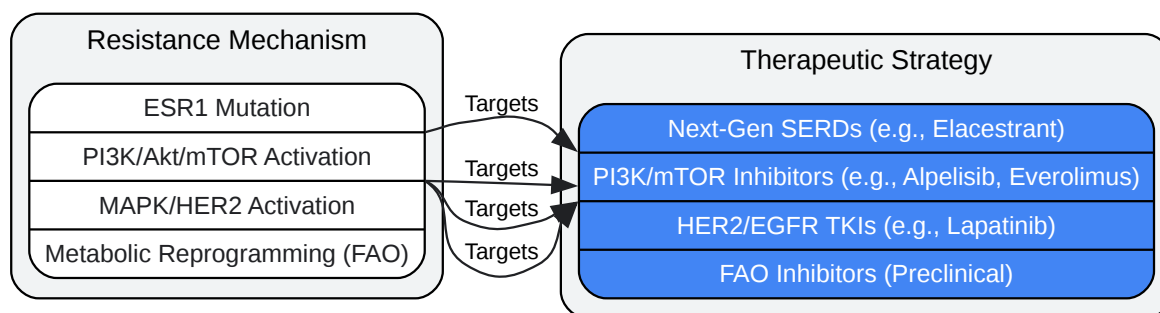 Resistance Mechanism
ESR1 Mutation
PI3K/Akt/mTOR Activation
MAPK/HER2 Activation
Metabolic Reprogramming (FAO)
Targets
Targets
Targets
Targets
Therapeutic Strategy
Next-Gen SERDs (e.g., Elacestrant)
PI3K/mTOR Inhibitors (e.g., Alpelisib, Everolimus)
HER2/EGFR TKIs (e.g., Lapatinib)
FAO Inhibitors (Preclinical)